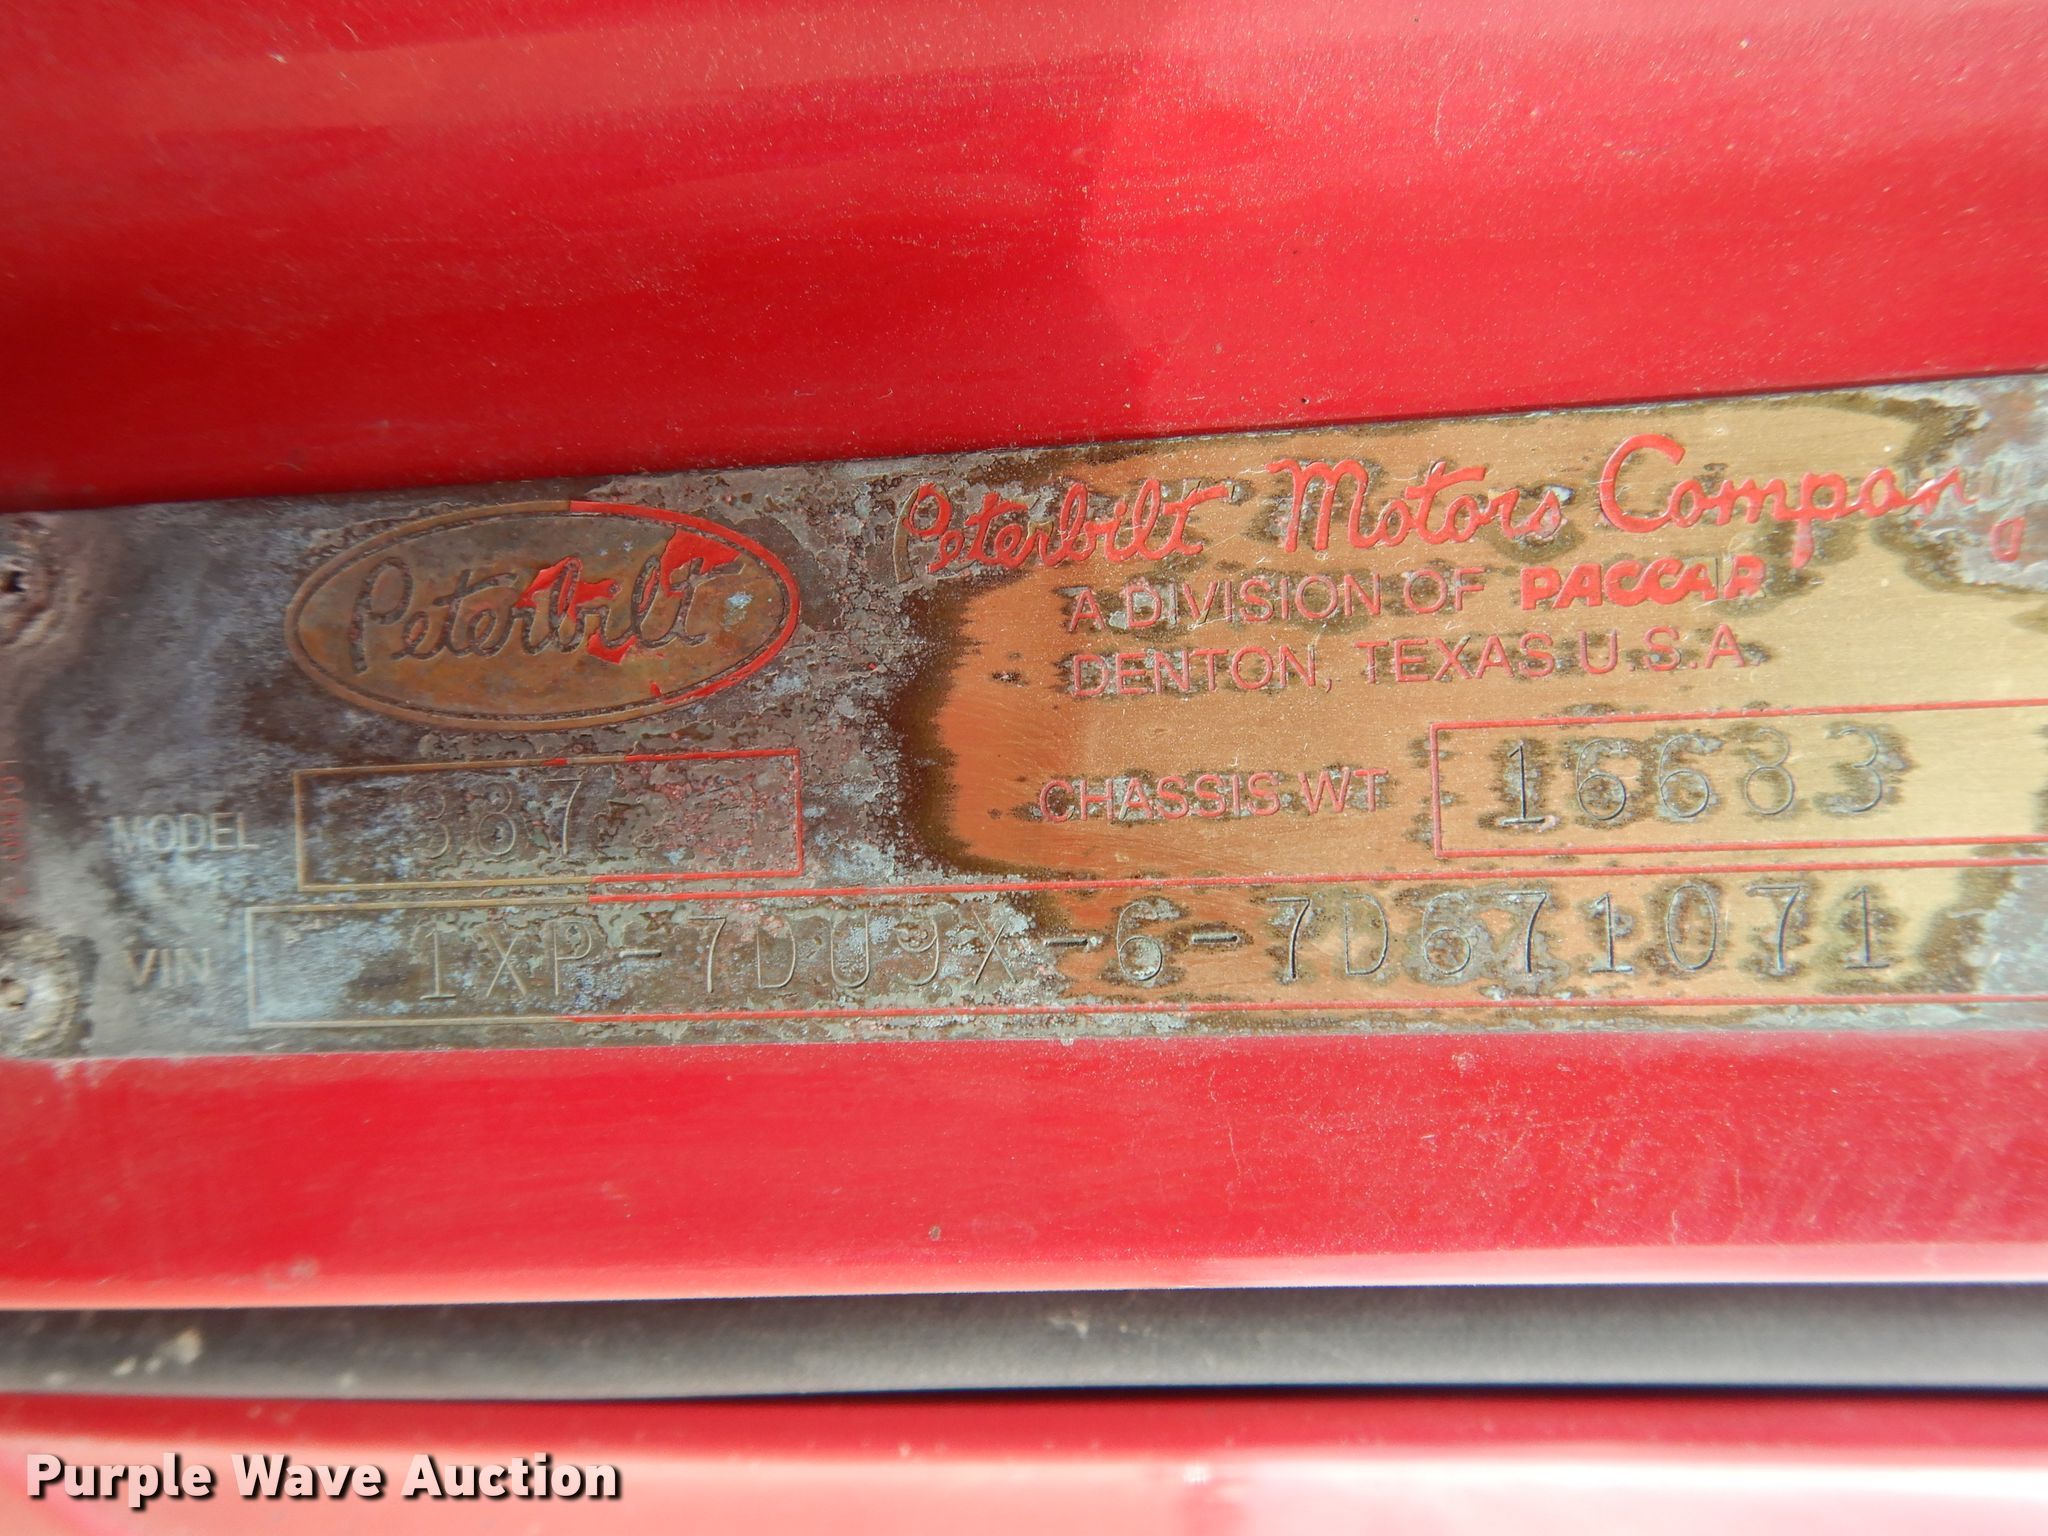 Peterbilt
Peterbilt Motors Company
A DIVISION OF PACCAR
DENTON, TEXAS U.S.A
MODEL 387
CHASSIS WT 16683
VIN 1XP-7DU9X-6-7D671071
Purple Wave Auction